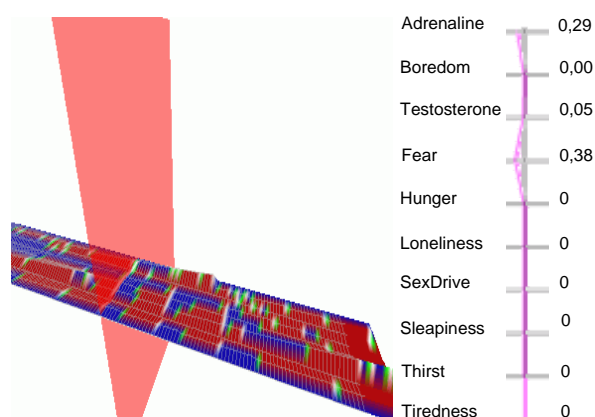 Adrenaline 0,29
Boredom 0,00
Testosterone 0,05
Fear 0,38
Hunger 0
Loneliness 0
SexDrive 0
Sleapiness 0
Thirst 0
Tiredness 0